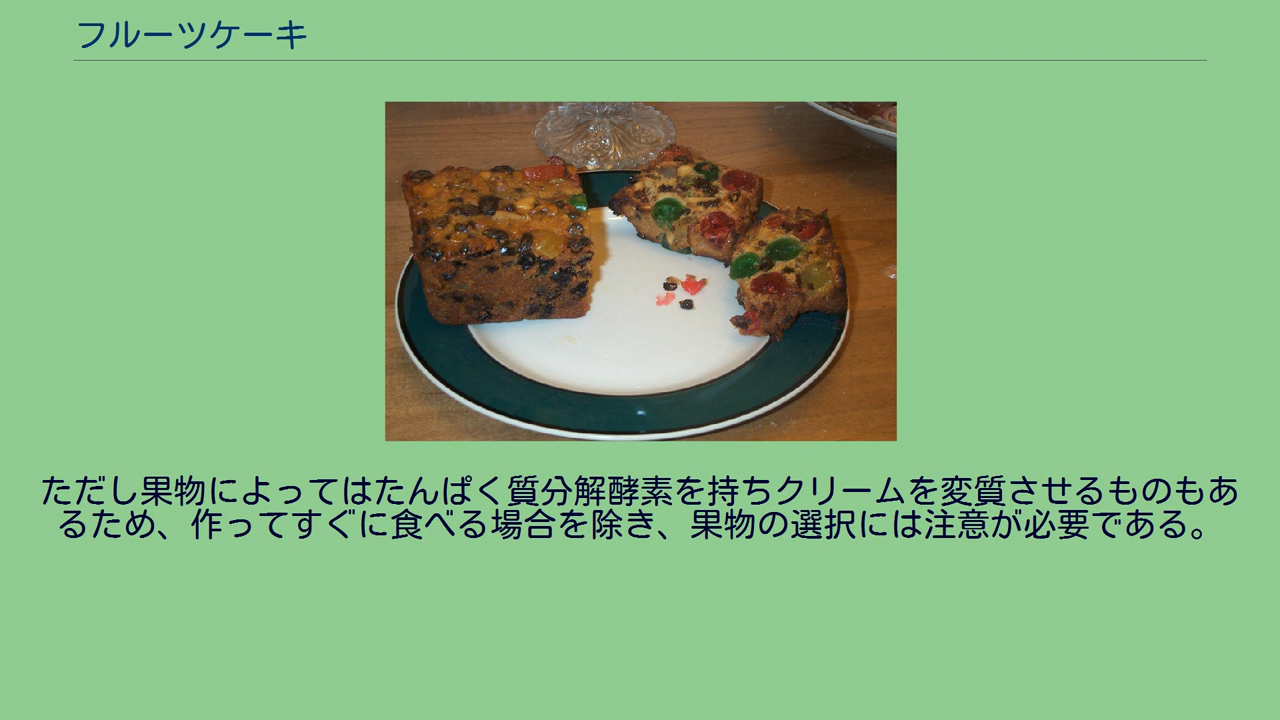 フルーツケーキ
ただし果物によってはたんぱく質分解酵素を持ちクリームを変質させるものもあ
るため、作ってすぐに食べる場合を除き、果物の選択には注意が必要である。